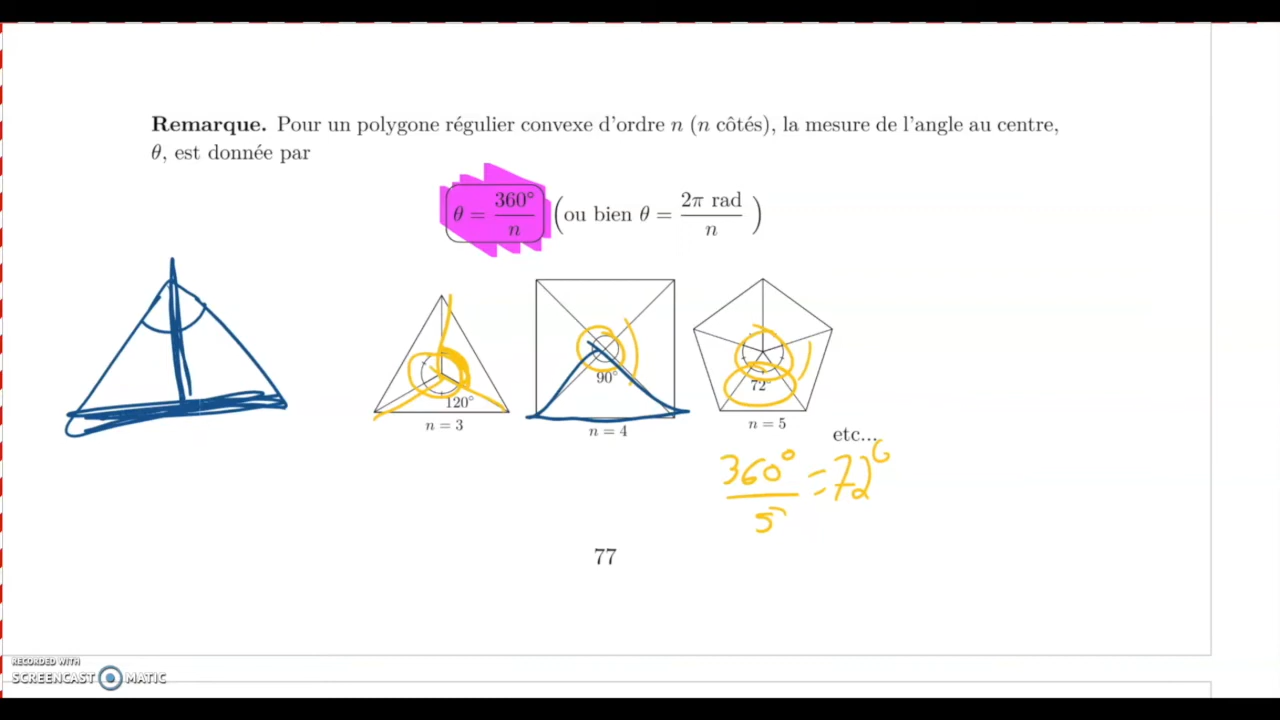 Remarque. Pour un polygone régulier convexe d'ordre n (n côtés), la mesure de l'angle au centre,
θ, est donnée par
θ = 360°/n (ou bien θ = 2π rad/n)
120°
90°
72°
n = 3
n = 4
n = 5
etc...
360°/5 = 72°
77
RECORDED WITH
SCREENCAST MATIC